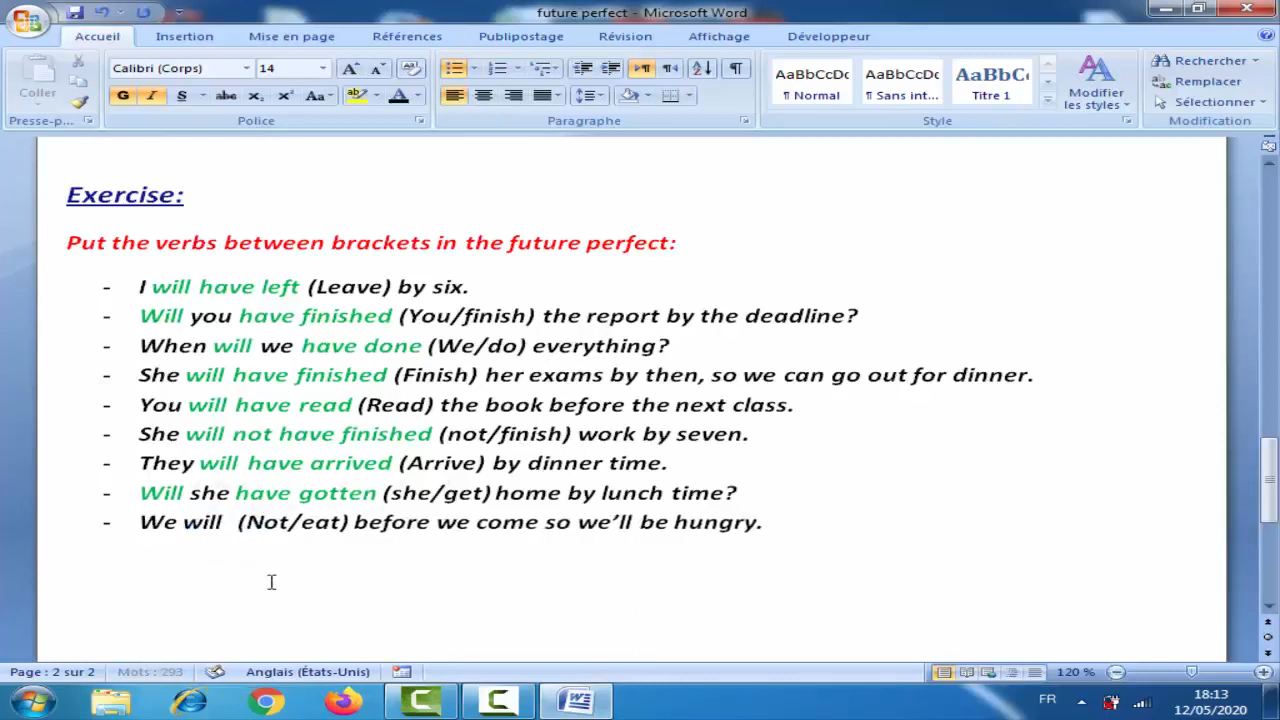 future perfect - Microsoft Word
Accueil Insertion Mise en page Références Publipostage Révision Affichage Développeur
Coller
Calibri (Corps) 14
G I S abc x₂ x² Aa ab A
AaBbCcDc AaBbCcDc AaBbC
¶ Normal ¶ Sans int... Titre 1
Modifier les styles
Rechercher
Remplacer
Sélectionner
Presse-p... Police Paragraphe Style Modification
Exercise:
Put the verbs between brackets in the future perfect:
- I will have left (Leave) by six.
- Will you have finished (You/finish) the report by the deadline?
- When will we have done (We/do) everything?
- She will have finished (Finish) her exams by then, so we can go out for dinner.
- You will have read (Read) the book before the next class.
- She will not have finished (not/finish) work by seven.
- They will have arrived (Arrive) by dinner time.
- Will she have gotten (she/get) home by lunch time?
- We will (Not/eat) before we come so we'll be hungry.
Page : 2 sur 2 Mots : 293 Anglais (États-Unis) 120 %
FR 18:13
12/05/2020